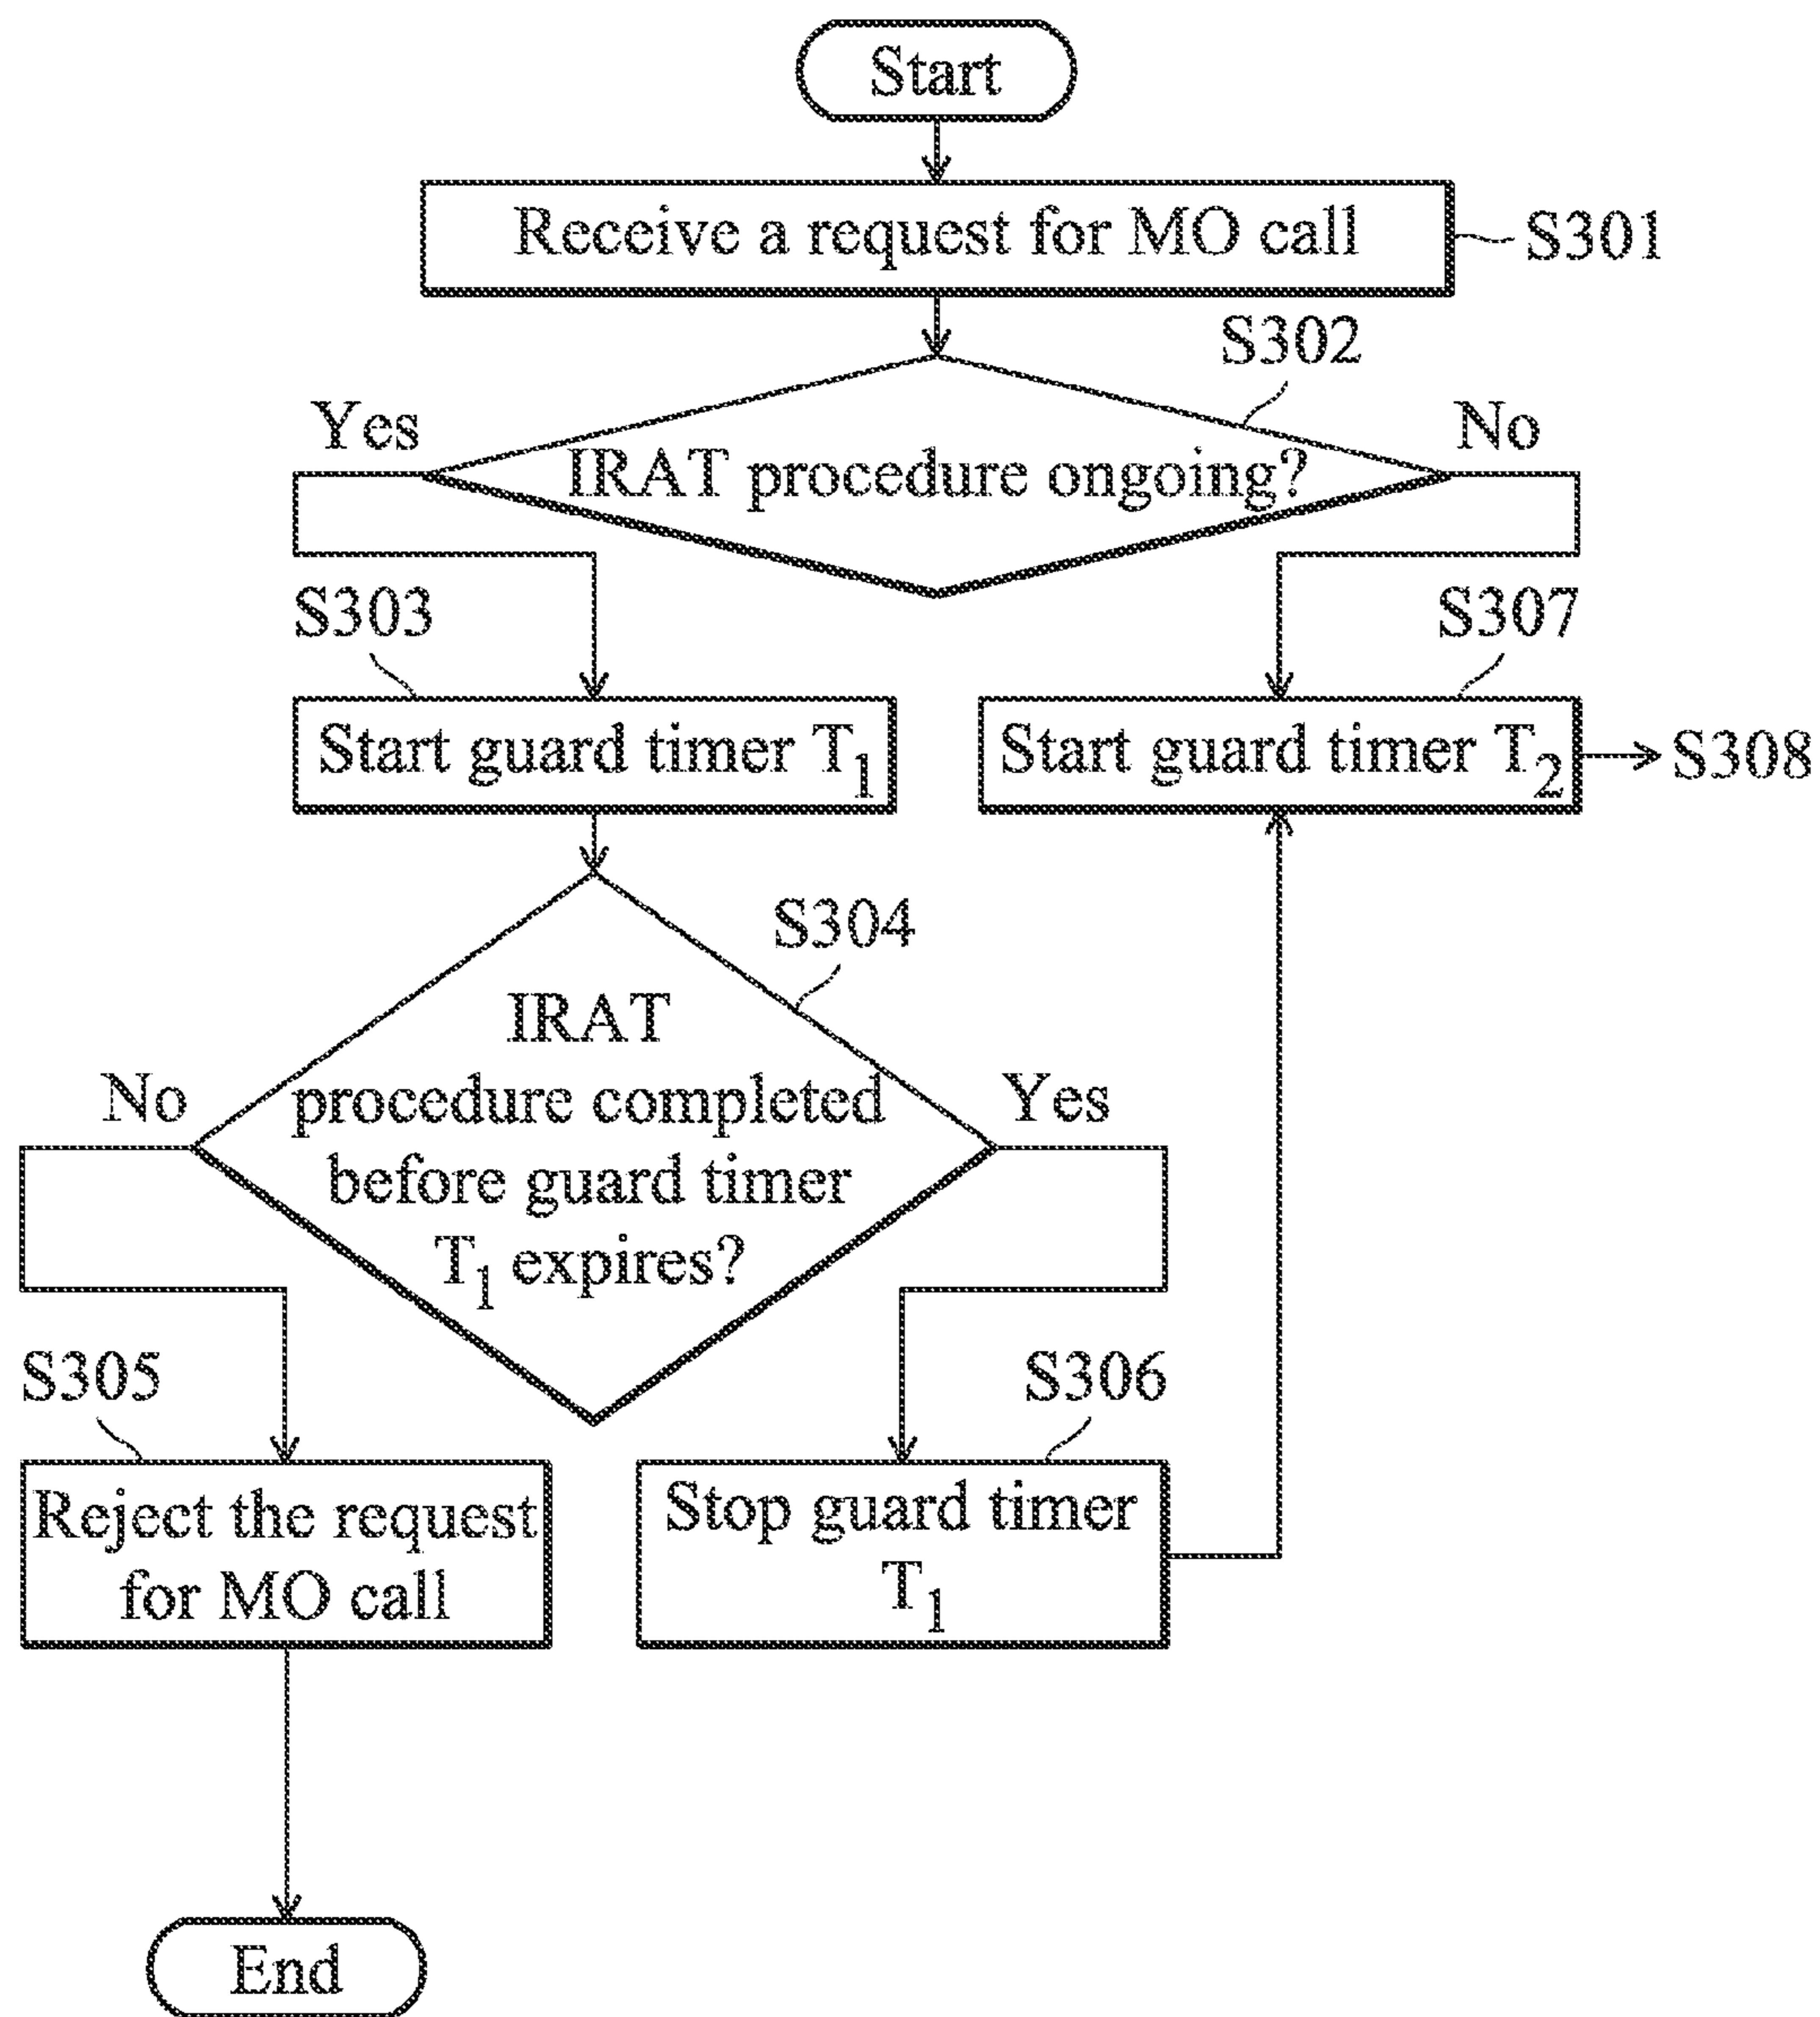 Start
Receive a request for MO call
S301
S302
Yes
No
IRAT procedure ongoing?
S303
S307
Start guard timer T1
Start guard timer T2
S308
S304
IRAT
No
procedure completed
Yes
before guard timer
T1 expires?
S305
S306
Reject the request
for MO call
Stop guard timer
T1
End